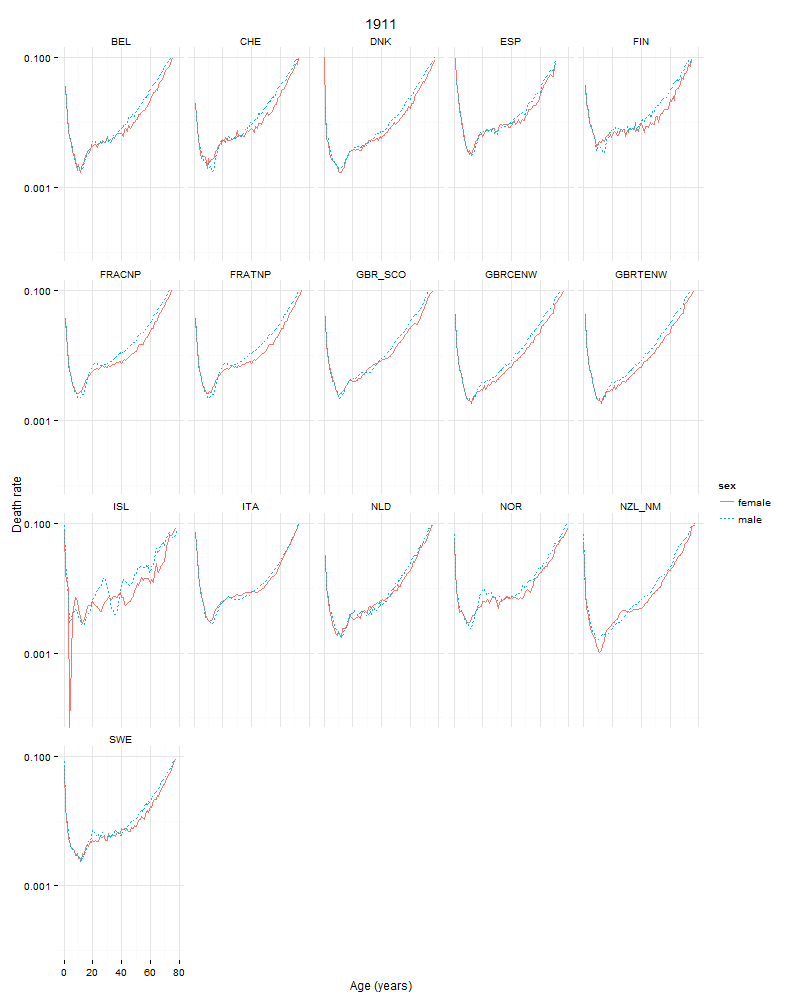 1911
BEL CHE DNK ESP FIN
0.100
0.001
FRACNP FRATNP GBR_SCO GBRCENW GBRTENW
0.100
0.001
Death rate
ISL ITA NLD NOR NZL_NM
0.100
0.001
sex
female
male
SWE
0.100
0.001
0 20 40 60 80
Age (years)